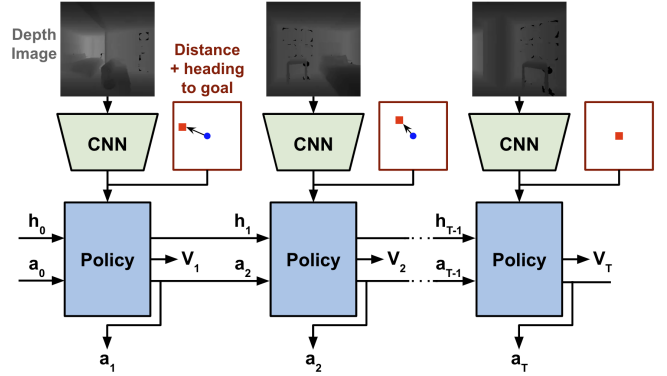 Depth
Image
Distance
+ heading
to goal
CNN
CNN
CNN
h₀
h₁
hT-1
Policy
V₁
Policy
V₂
Policy
VT
a₀
a₂
aT-1
a₁
a₂
aT